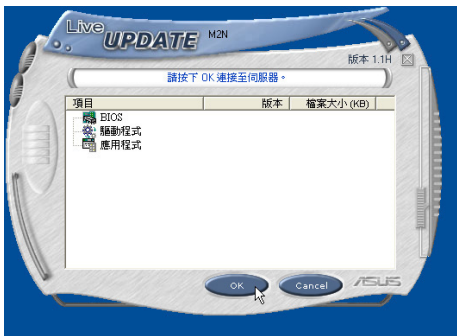 Live
UPDATE M2N
版本 1.1H
請按下 OK 連接至伺服器。
項目 版本 檔案大小 (KB)
BIOS
驅動程式
應用程式
OK Cancel ASUS